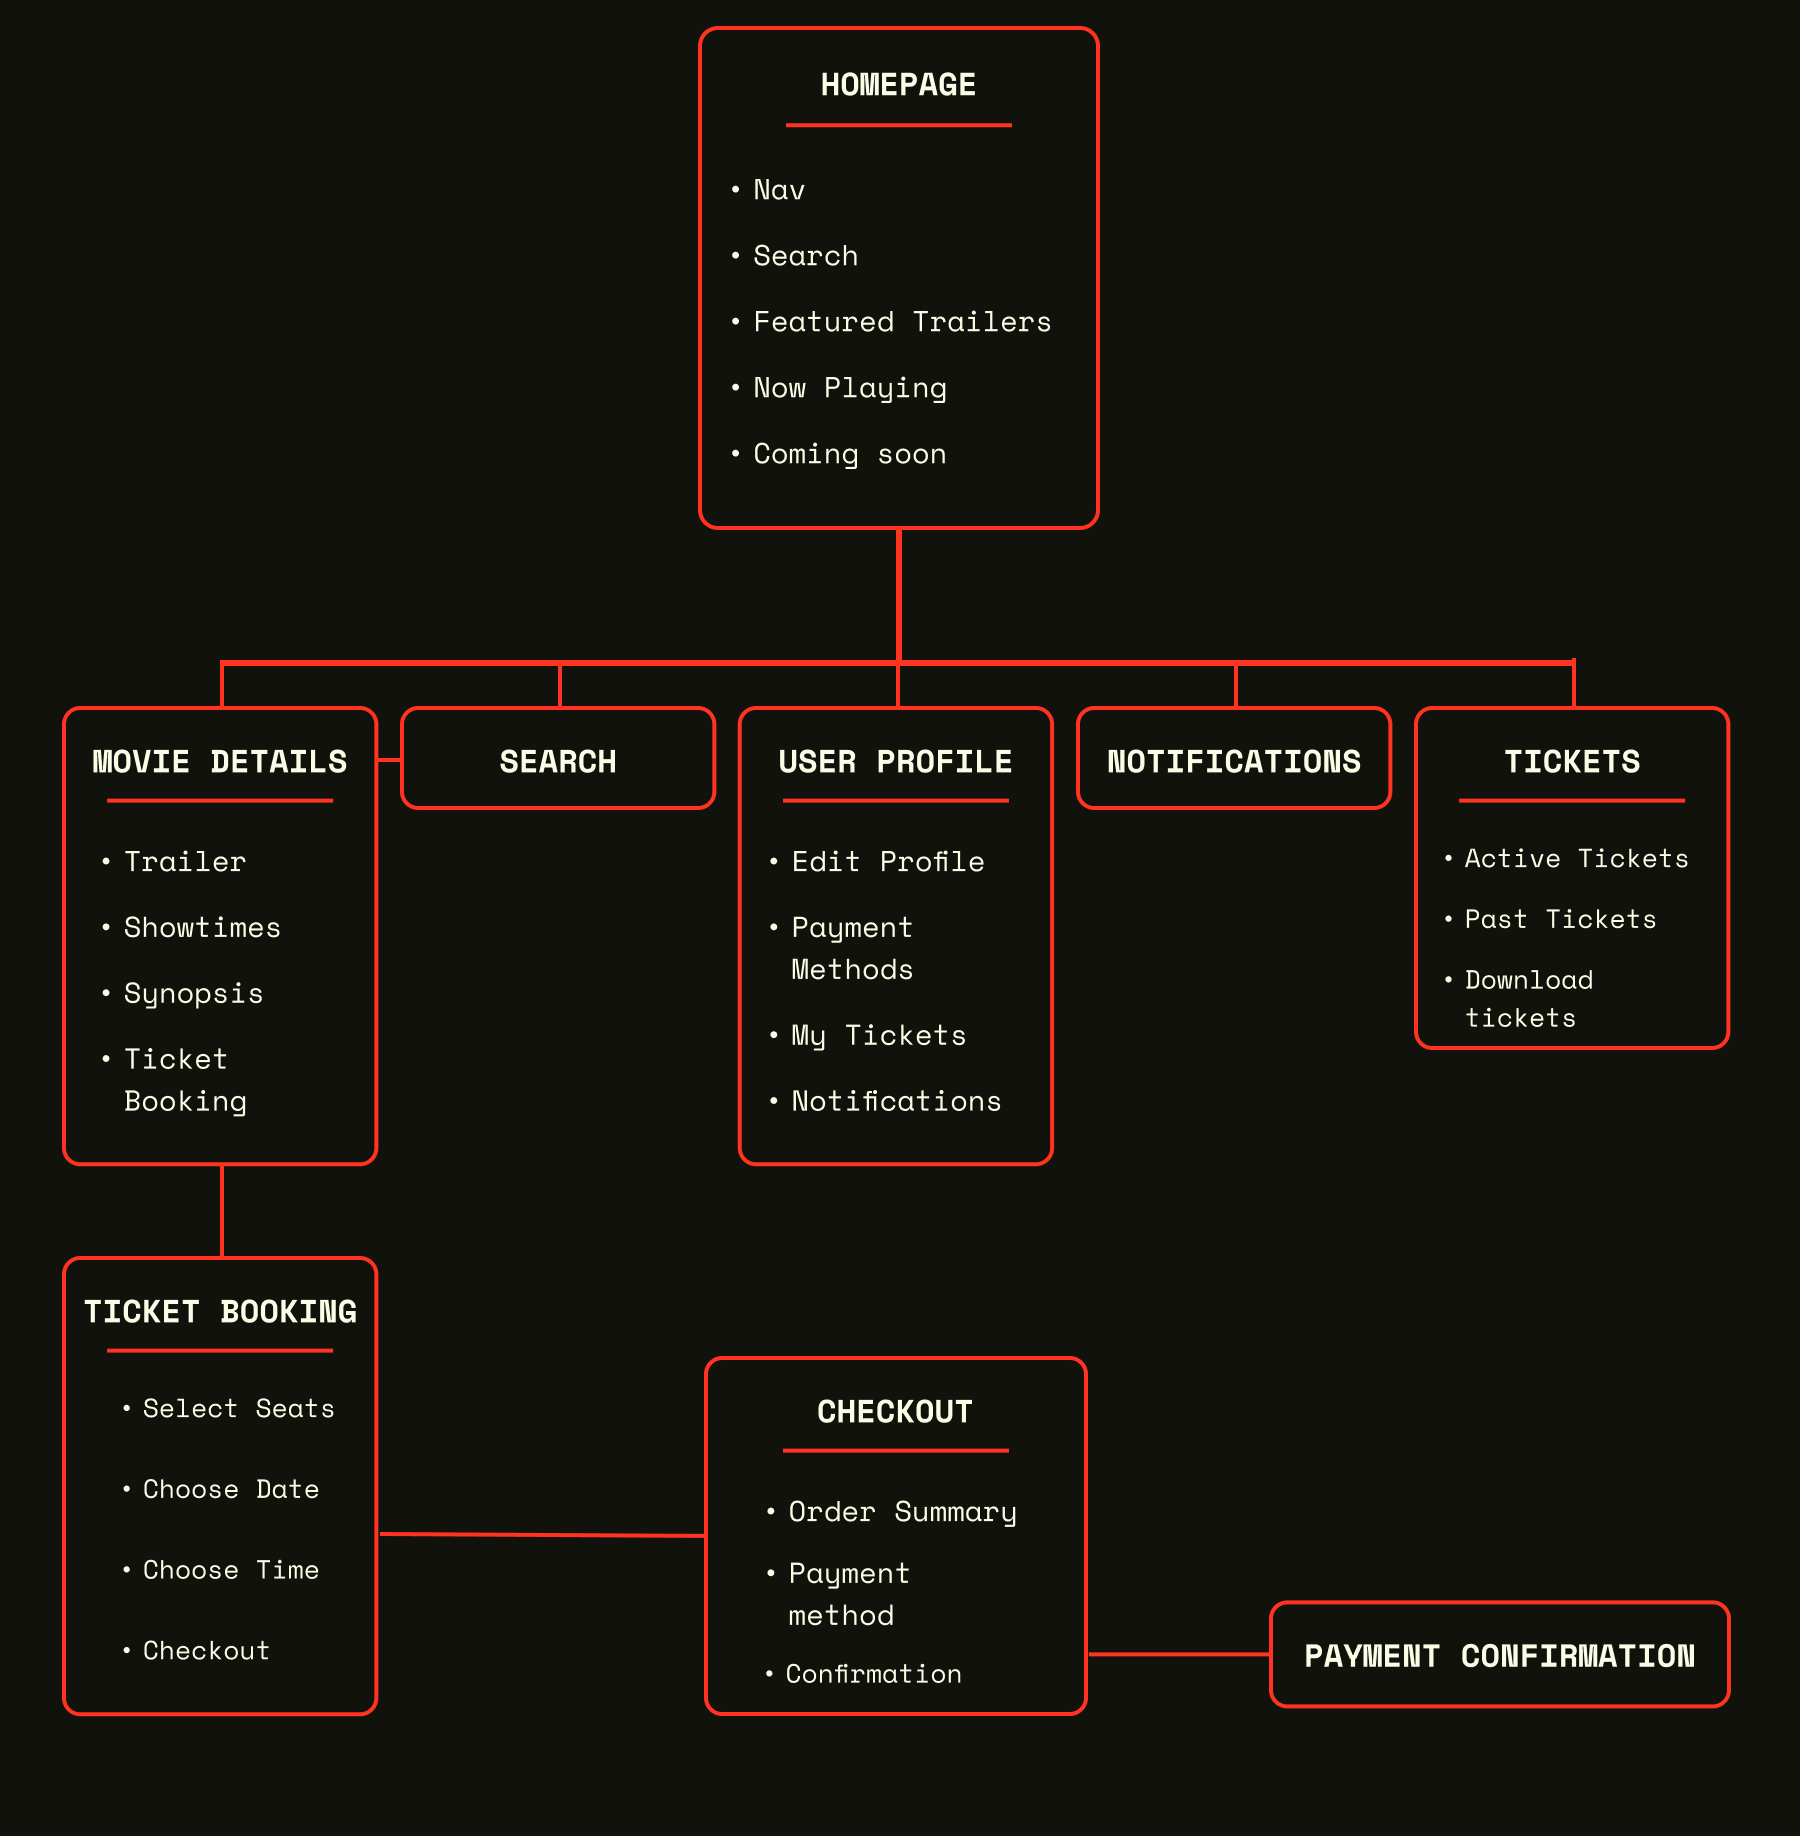 HOMEPAGE
• Nav
• Search
• Featured Trailers
• Now Playing
• Coming soon
MOVIE DETAILS
• Trailer
• Showtimes
• Synopsis
• Ticket
Booking
SEARCH
USER PROFILE
• Edit Profile
• Payment
Methods
• My Tickets
• Notifications
NOTIFICATIONS
TICKETS
• Active Tickets
• Past Tickets
• Download
tickets
TICKET BOOKING
• Select Seats
• Choose Date
• Choose Time
• Checkout
CHECKOUT
• Order Summary
• Payment
method
• Confirmation
PAYMENT CONFIRMATION